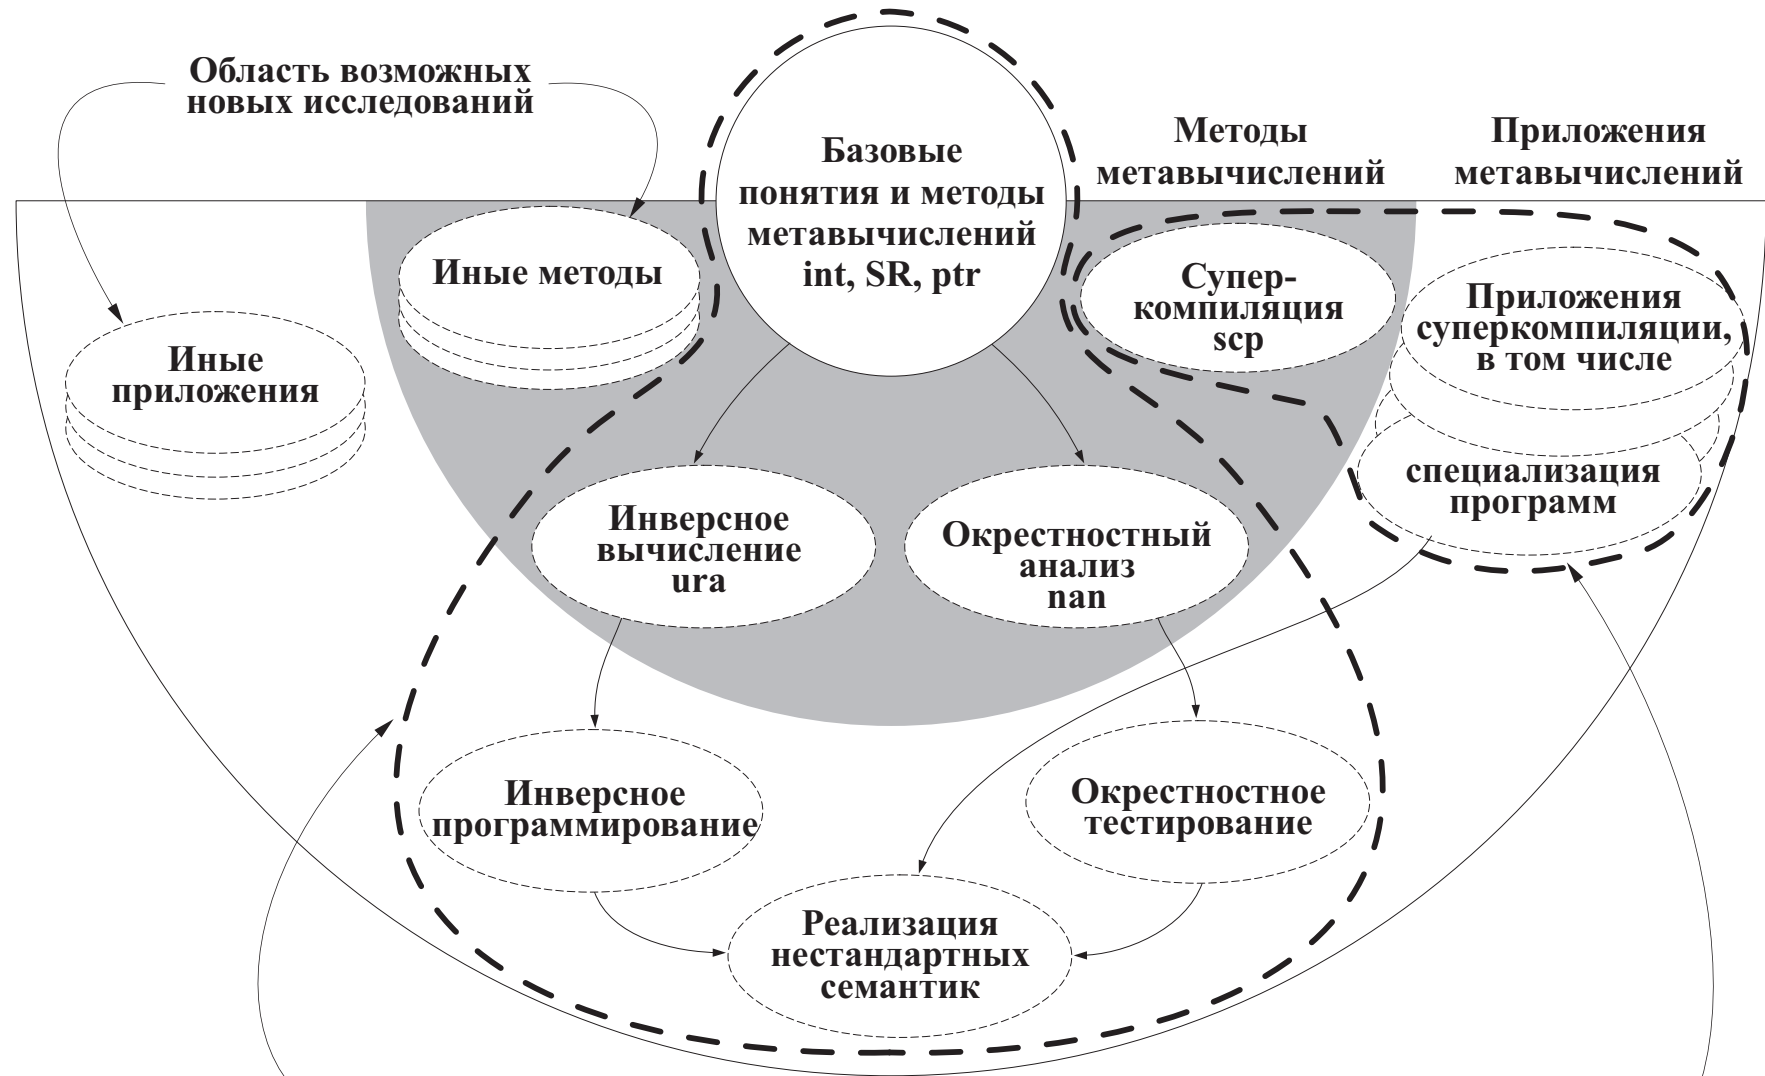 Область возможных
новых исследований
Базовые
понятия и методы
метавычислений
int, SR, ptr
Методы
метавычислений
Приложения
метавычислений
Иные методы
Супер-
компиляция
scp
Приложения
суперкомпиляции,
в том числе
Иные
приложения
специализация
программ
Инверсное
вычисление
ura
Окрестностный
анализ
nan
Инверсное
программирование
Окрестностное
тестирование
Реализация
нестандартных
семантик